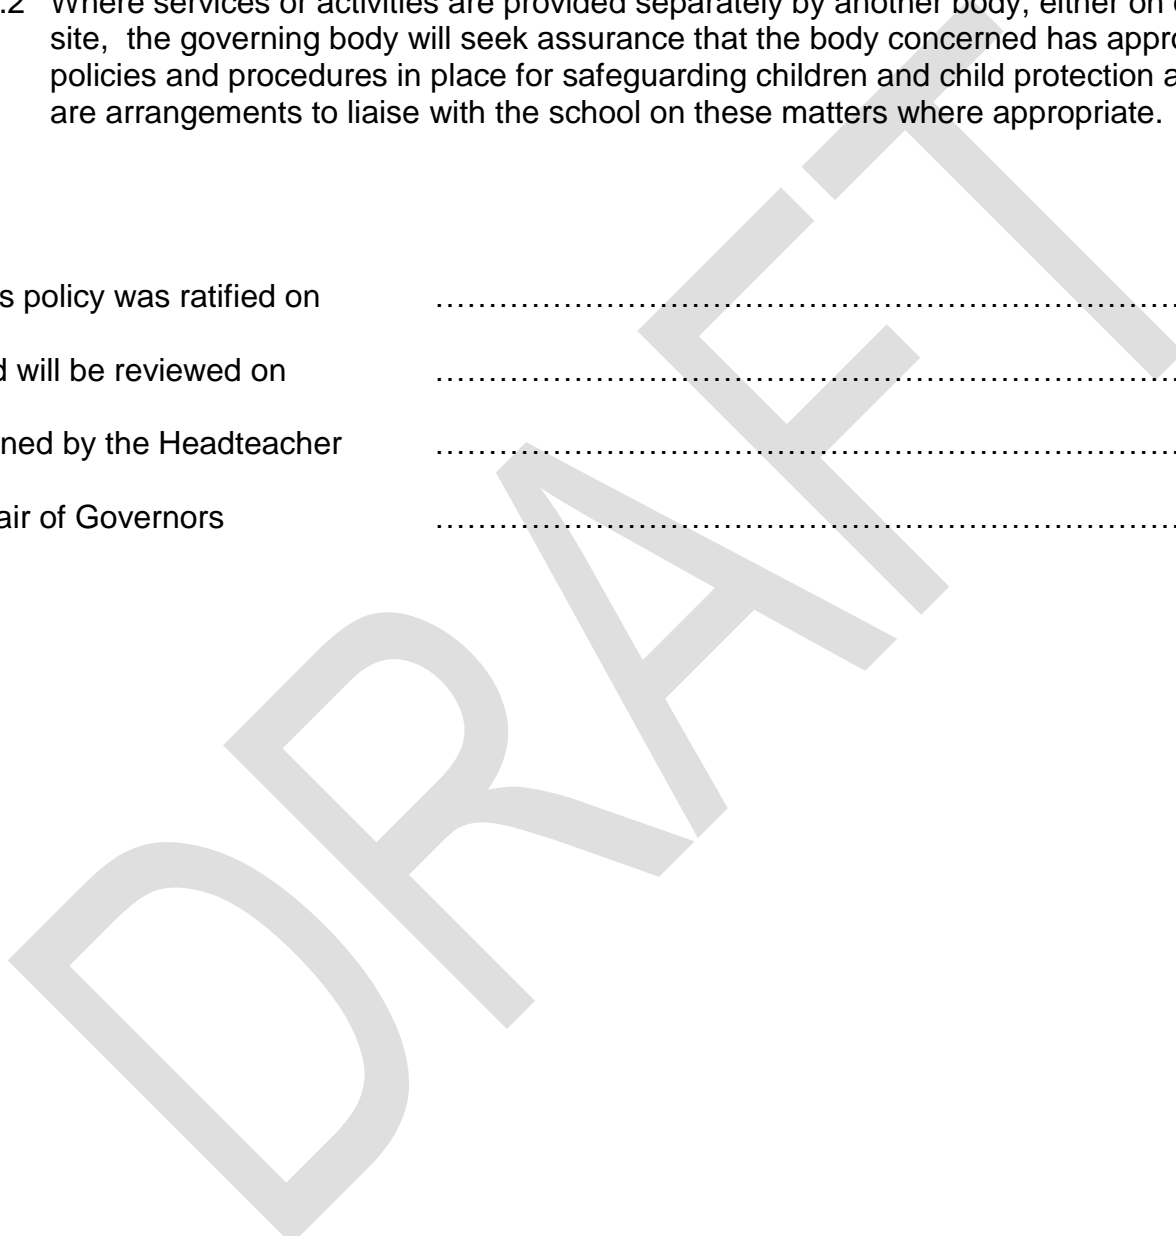 .2 Where services or activities are provided separately by another body, either on
site, the governing body will seek assurance that the body concerned has
policies and procedures in place for safeguarding children and child protection
are arrangements to liaise with the school on these matters where appropriate.
policy was ratified on ……………………………………………………………
will be reviewed on ……………………………………………………………
by the Headteacher ……………………………………………………………
of Governors ……………………………………………………………
DRAFT